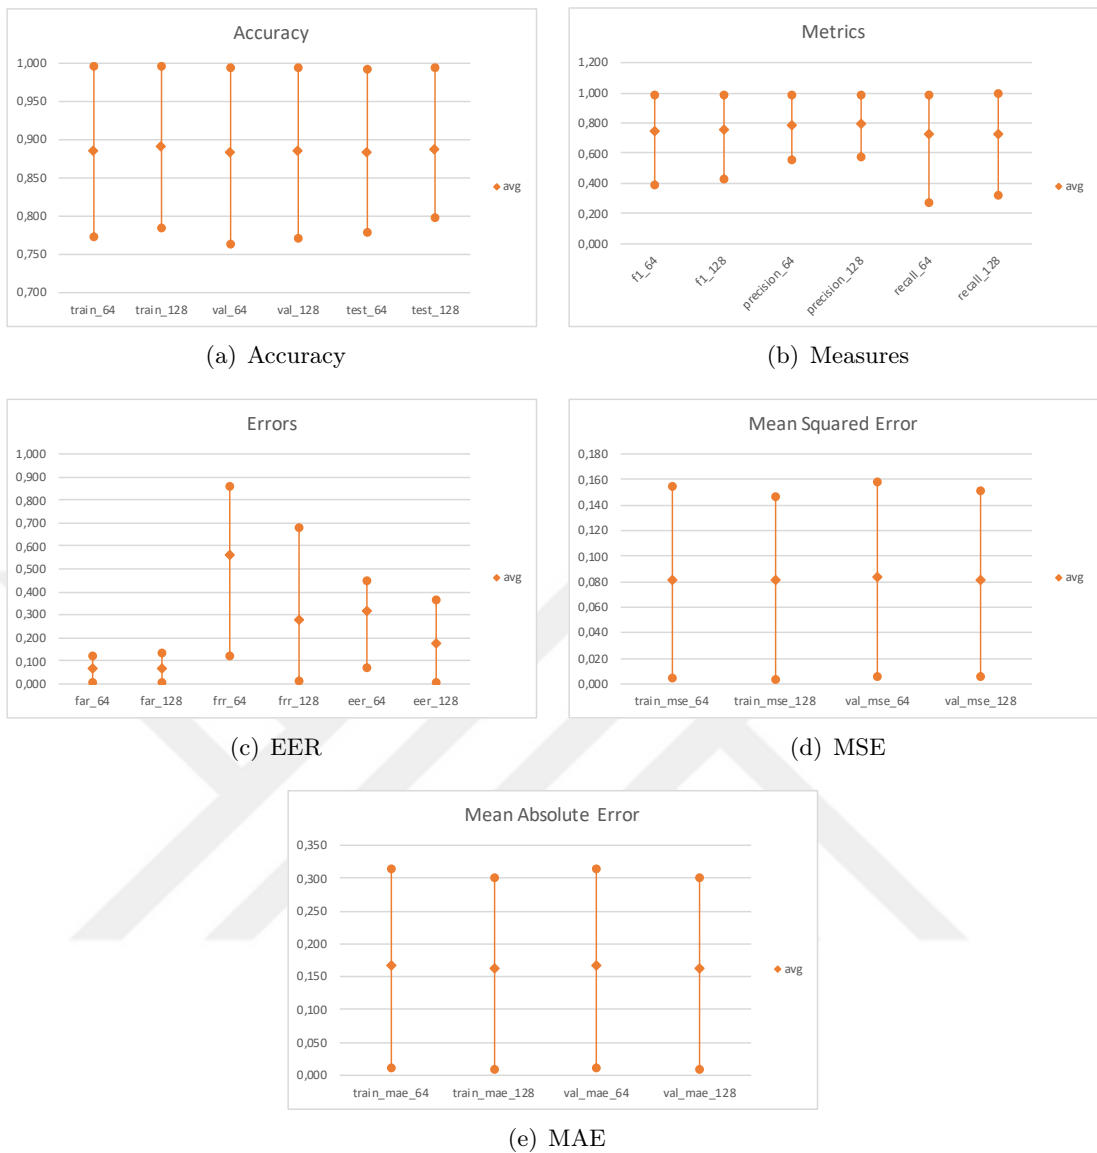 Accuracy
1,000
0,950
0,900
0,850
0,800
0,750
0,700
train_64 train_128 val_64 val_128 test_64 test_128
avg
(a) Accuracy
Metrics
1,200
1,000
0,800
0,600
0,400
0,200
0,000
f1_64 f1_128 precision_64 precision_128 recall_64 recall_128
avg
(b) Measures
Errors
1,000
0,900
0,800
0,700
0,600
0,500
0,400
0,300
0,200
0,100
0,000
far_64 far_128 frr_64 frr_128 eer_64 eer_128
avg
(c) EER
Mean Squared Error
0,180
0,160
0,140
0,120
0,100
0,080
0,060
0,040
0,020
0,000
train_mse_64 train_mse_128 val_mse_64 val_mse_128
avg
(d) MSE
Mean Absolute Error
0,350
0,300
0,250
0,200
0,150
0,100
0,050
0,000
train_mae_64 train_mae_128 val_mae_64 val_mae_128
avg
(e) MAE